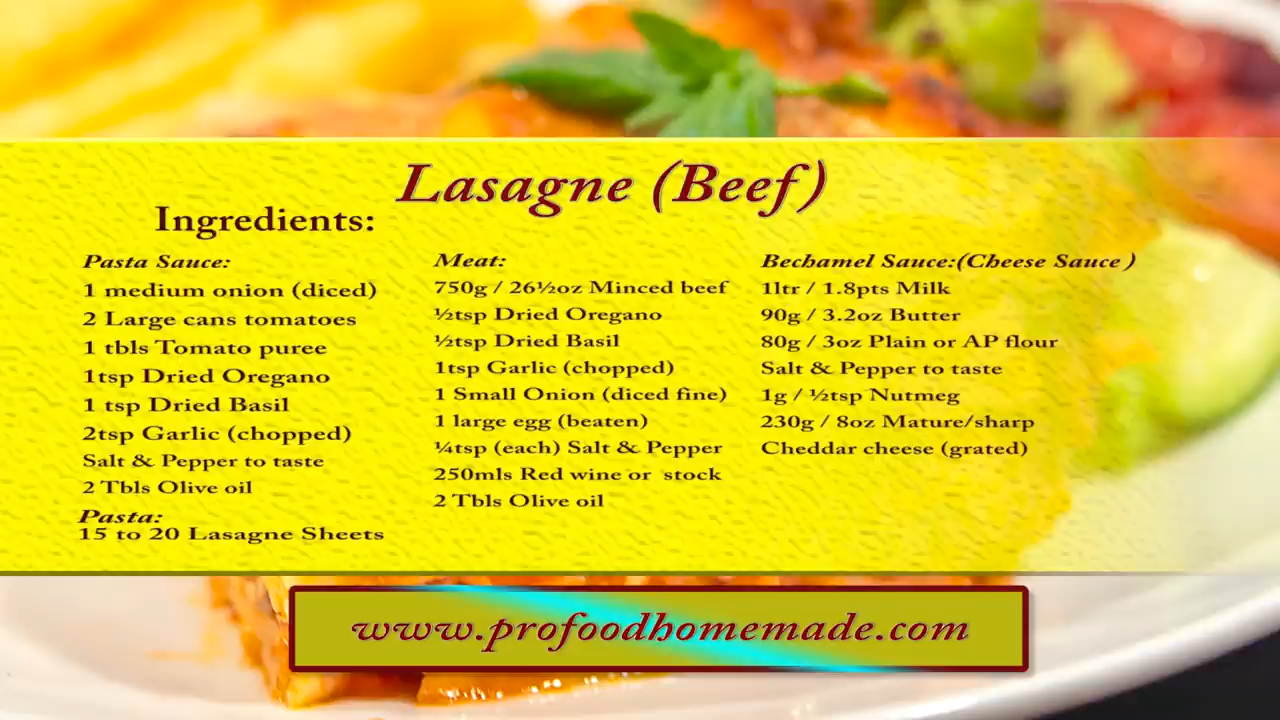 Lasagne (Beef)
Ingredients:
Pasta Sauce:
1 medium onion (diced)
2 Large cans tomatoes
1 tbls Tomato puree
1tsp Dried Oregano
1 tsp Dried Basil
2tsp Garlic (chopped)
Salt & Pepper to taste
2 Tbls Olive oil
Pasta:
15 to 20 Lasagne Sheets
Meat:
750g / 26½oz Minced beef
½tsp Dried Oregano
½tsp Dried Basil
1tsp Garlic (chopped)
1 Small Onion (diced fine)
1 large egg (beaten)
¼tsp (each) Salt & Pepper
250mls Red wine or  stock
2 Tbls Olive oil
Bechamel Sauce:(Cheese Sauce )
1ltr / 1.8pts Milk
90g / 3.2oz Butter
80g / 3oz Plain or AP flour
Salt & Pepper to taste
1g / ½tsp Nutmeg
230g / 8oz Mature/sharp
Cheddar cheese (grated)
www.profoodhomemade.com